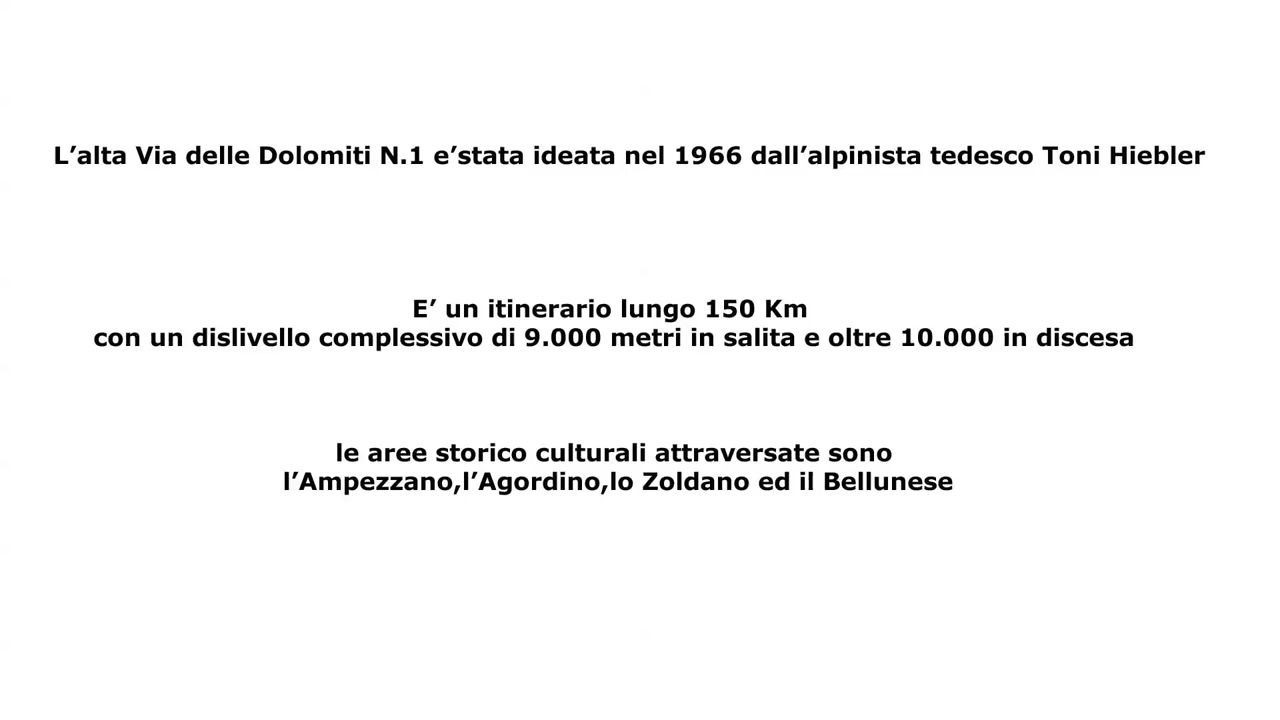 L’alta Via delle Dolomiti N.1 e’stata ideata nel 1966 dall’alpinista tedesco Toni Hiebler
E’ un itinerario lungo 150 Km
con un dislivello complessivo di 9.000 metri in salita e oltre 10.000 in discesa
le aree storico culturali attraversate sono
l’Ampezzano,l’Agordino,lo Zoldano ed il Bellunese